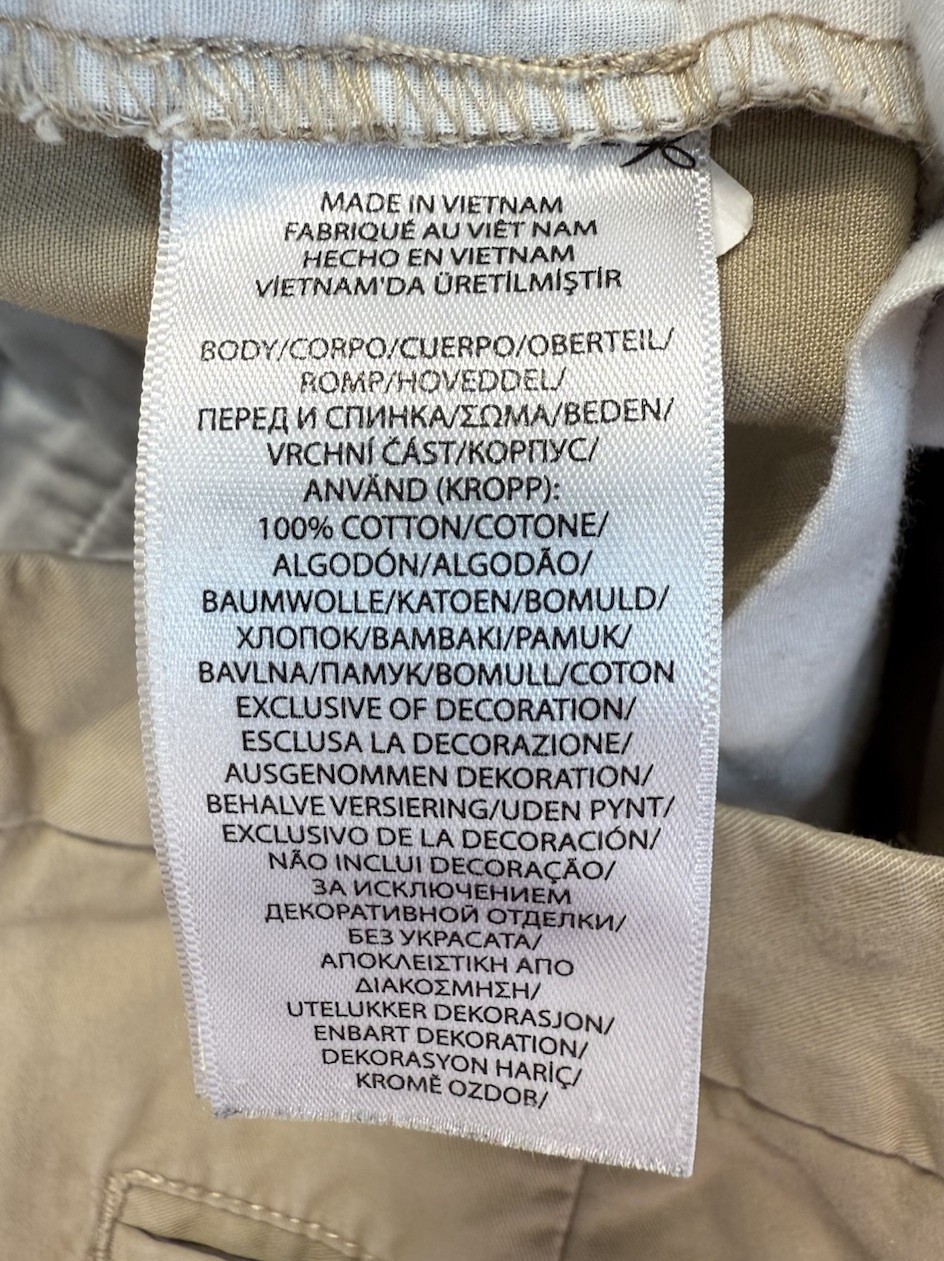 MADE IN VIETNAM
FABRIQUÉ AU VIÊT NAM
HECHO EN VIETNAM
VİETNAM'DA ÜRETİLMİŞTİR
BODY/CORPO/CUERPO/OBERTEIL/
ROMP/HOVEDDEL/
ПЕРЕД И СПИНКА/ΣΩΜΑ/BEDEN/
VRCHNÍ ČÁST/КОРПУС/
ANVÄND (KROPP):
100% COTTON/COTONE/
ALGODÓN/ALGODÃO/
BAUMWOLLE/KATOEN/BOMULD/
ХЛОПОК/ΒΑΜΒΑΚΙ/PAMUK/
BAVLNA/ПАМУК/BOMULL/COTON
EXCLUSIVE OF DECORATION/
ESCLUSA LA DECORAZIONE/
AUSGENOMMEN DEKORATION/
BEHALVE VERSIERING/UDEN PYNT/
EXCLUSIVO DE LA DECORACIÓN/
NÃO INCLUI DECORAÇÃO/
ЗА ИСКЛЮЧЕНИЕМ
ДЕКОРАТИВНОЙ ОТДЕЛКИ/
БЕЗ УКРАСАТА/
ΑΠΟΚΛΕΙΣΤΙΚΗ ΑΠΟ
ΔΙΑΚΟΣΜΗΣΗ/
UTELUKKER DEKORASJON/
ENBART DEKORATION/
DEKORASYON HARİÇ/
KROMĚ OZDOB/